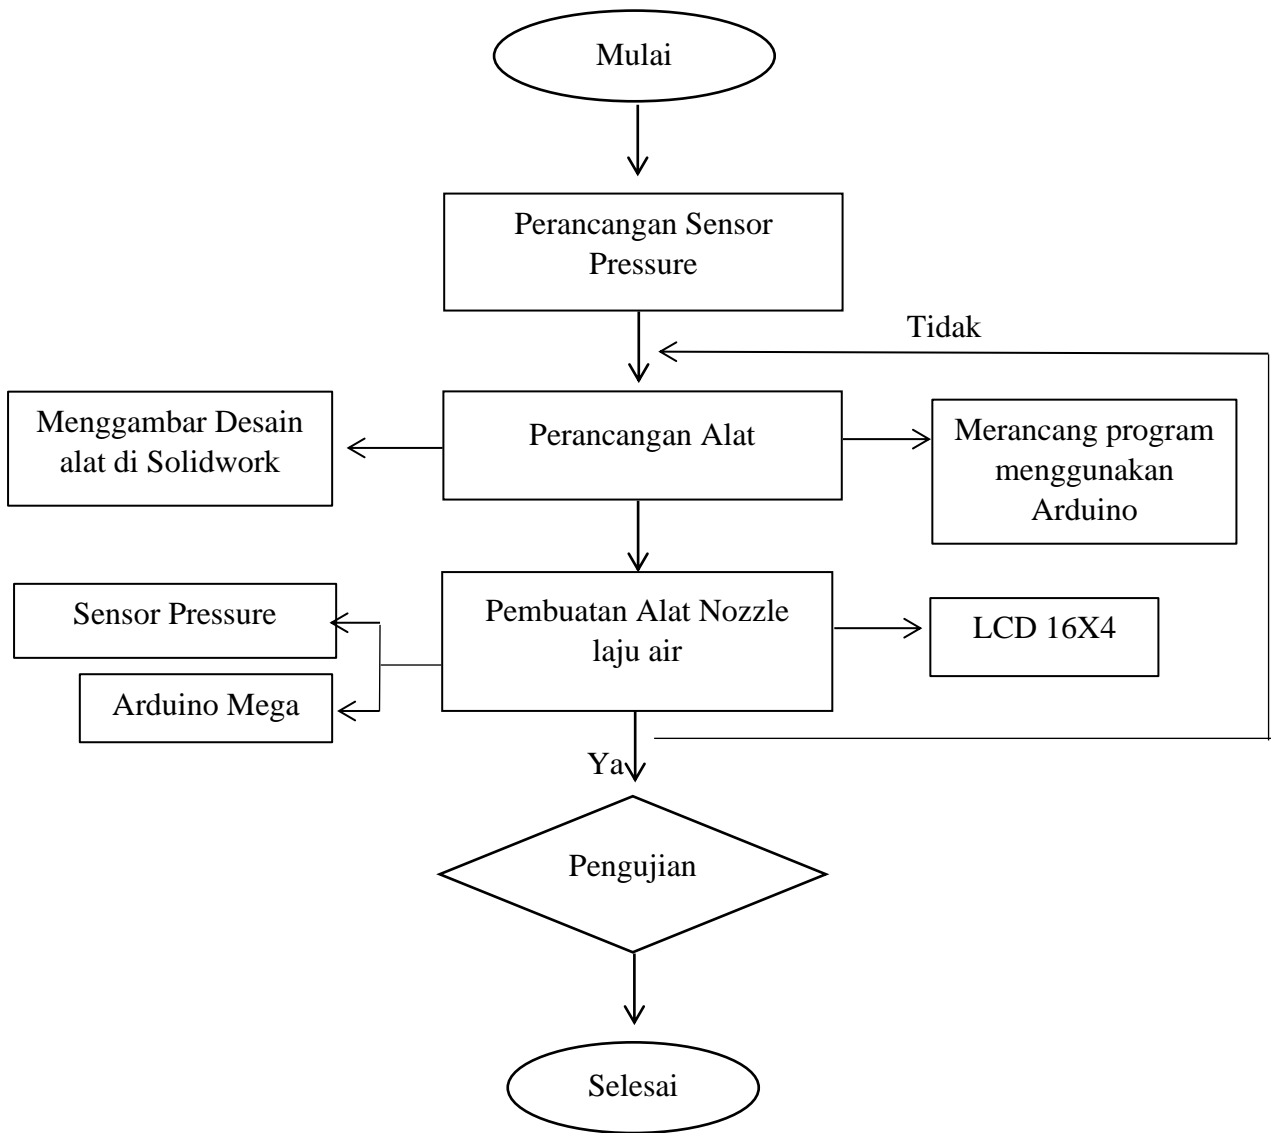 Mulai
Perancangan Sensor
Pressure
Tidak
Menggambar Desain
alat di Solidwork
Perancangan Alat
Merancang program
menggunakan
Arduino
Sensor Pressure
Arduino Mega
Pembuatan Alat Nozzle
laju air
LCD 16X4
Ya
Pengujian
Selesai